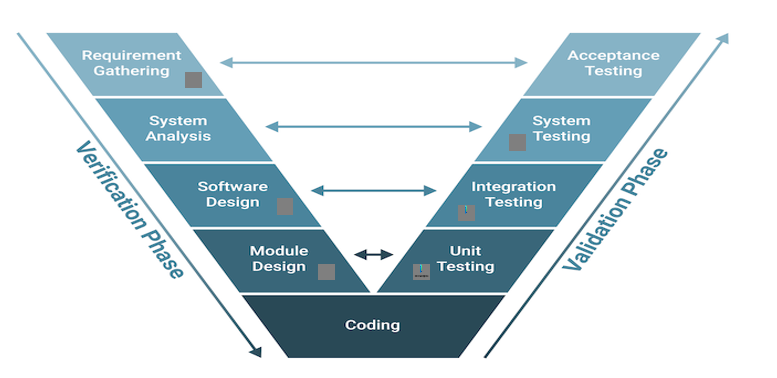 Requirement
Gathering
Acceptance
Testing
System
Analysis
System
Testing
Software
Design
Integration
Testing
Module
Design
Unit
Testing
Coding
Verification Phase
Validation Phase